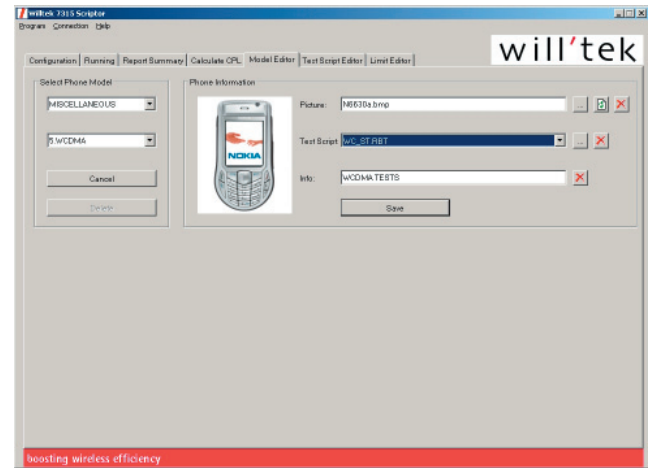 Willtek 7315 Scriptor
Program Connection Help
will'tek
Configuration Running Report Summary Calculate CPL Model Editor Test Script Editor Limit Editor
Select Phone Model
Phone Information
MISCELLANEOUS
Picture: N6630a.bmp ...
NOKIA
5.WCDMA
Test Script WC_ST.RBT ...
Cancel
Info: WCDMA TESTS
Delete
Save
boosting wireless efficiency